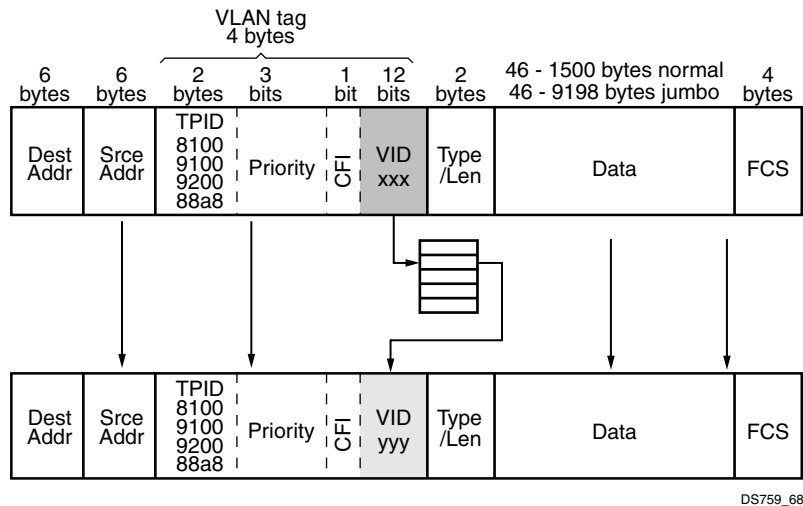 VLAN tag
4 bytes
6 bytes
6 bytes
2 bytes
3 bits
1 bit
12 bits
2 bytes
46 - 1500 bytes normal
46 - 9198 bytes jumbo
4 bytes
Dest Addr
Srce Addr
TPID
8100
9100
9200
88a8
Priority
CFI
VID
xxx
Type
/Len
Data
FCS
Dest Addr
Srce Addr
TPID
8100
9100
9200
88a8
Priority
CFI
VID
yyy
Type
/Len
Data
FCS
DS759_68